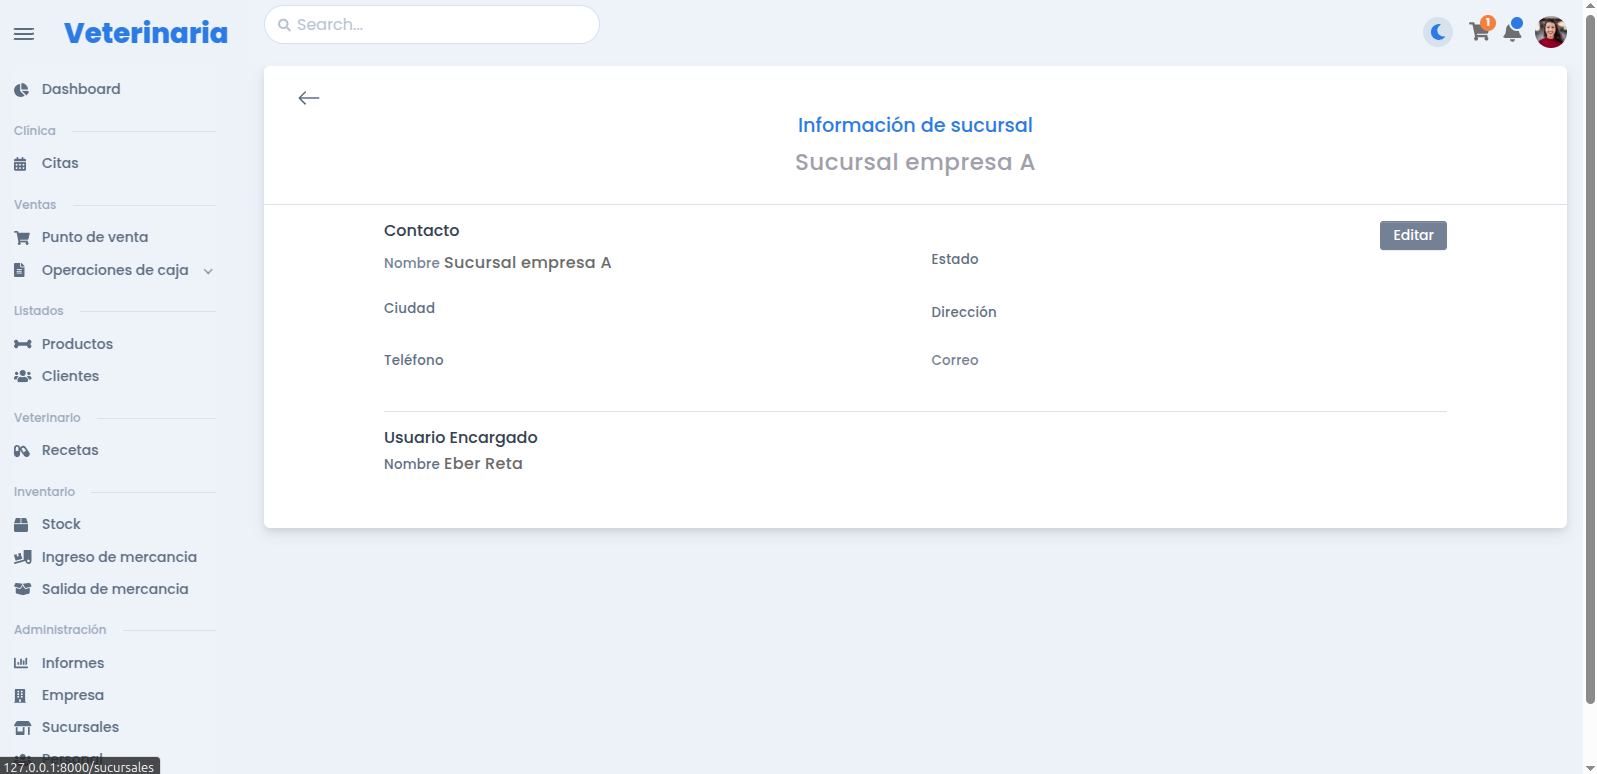 Veterinaria
Search...
1
Dashboard
Clínica
Citas
Ventas
Punto de venta
Operaciones de caja
Listados
Productos
Clientes
Veterinario
Recetas
Inventario
Stock
Ingreso de mercancia
Salida de mercancia
Administración
Informes
Empresa
Sucursales
Personal
127.0.0.1:8000/sucursales
Información de sucursal
Sucursal empresa A
Contacto
Editar
Nombre Sucursal empresa A
Estado
Ciudad
Dirección
Teléfono
Correo
Usuario Encargado
Nombre Eber Reta